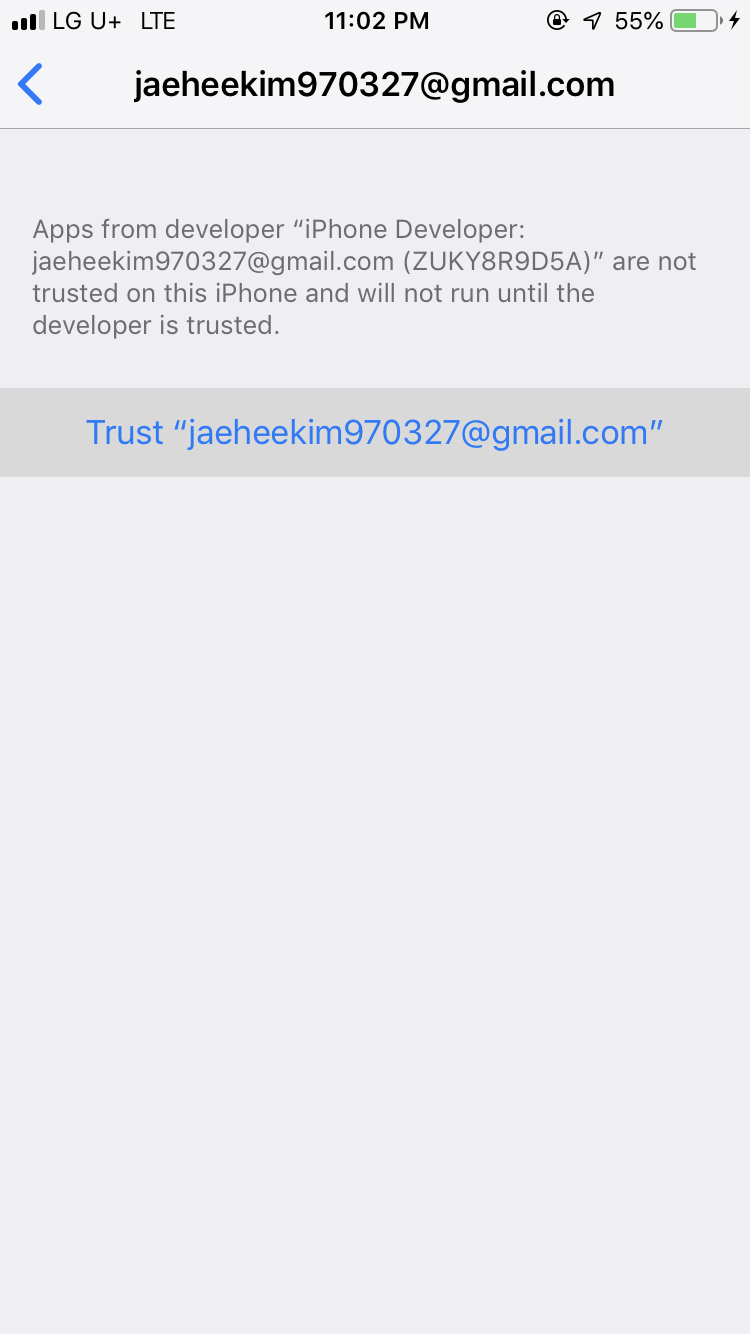 LG U+ LTE 11:02 PM 55%
jaeheekim970327@gmail.com
Apps from developer “iPhone Developer:
jaeheekim970327@gmail.com (ZUKY8R9D5A)” are not
trusted on this iPhone and will not run until the
developer is trusted.
Trust “jaeheekim970327@gmail.com”